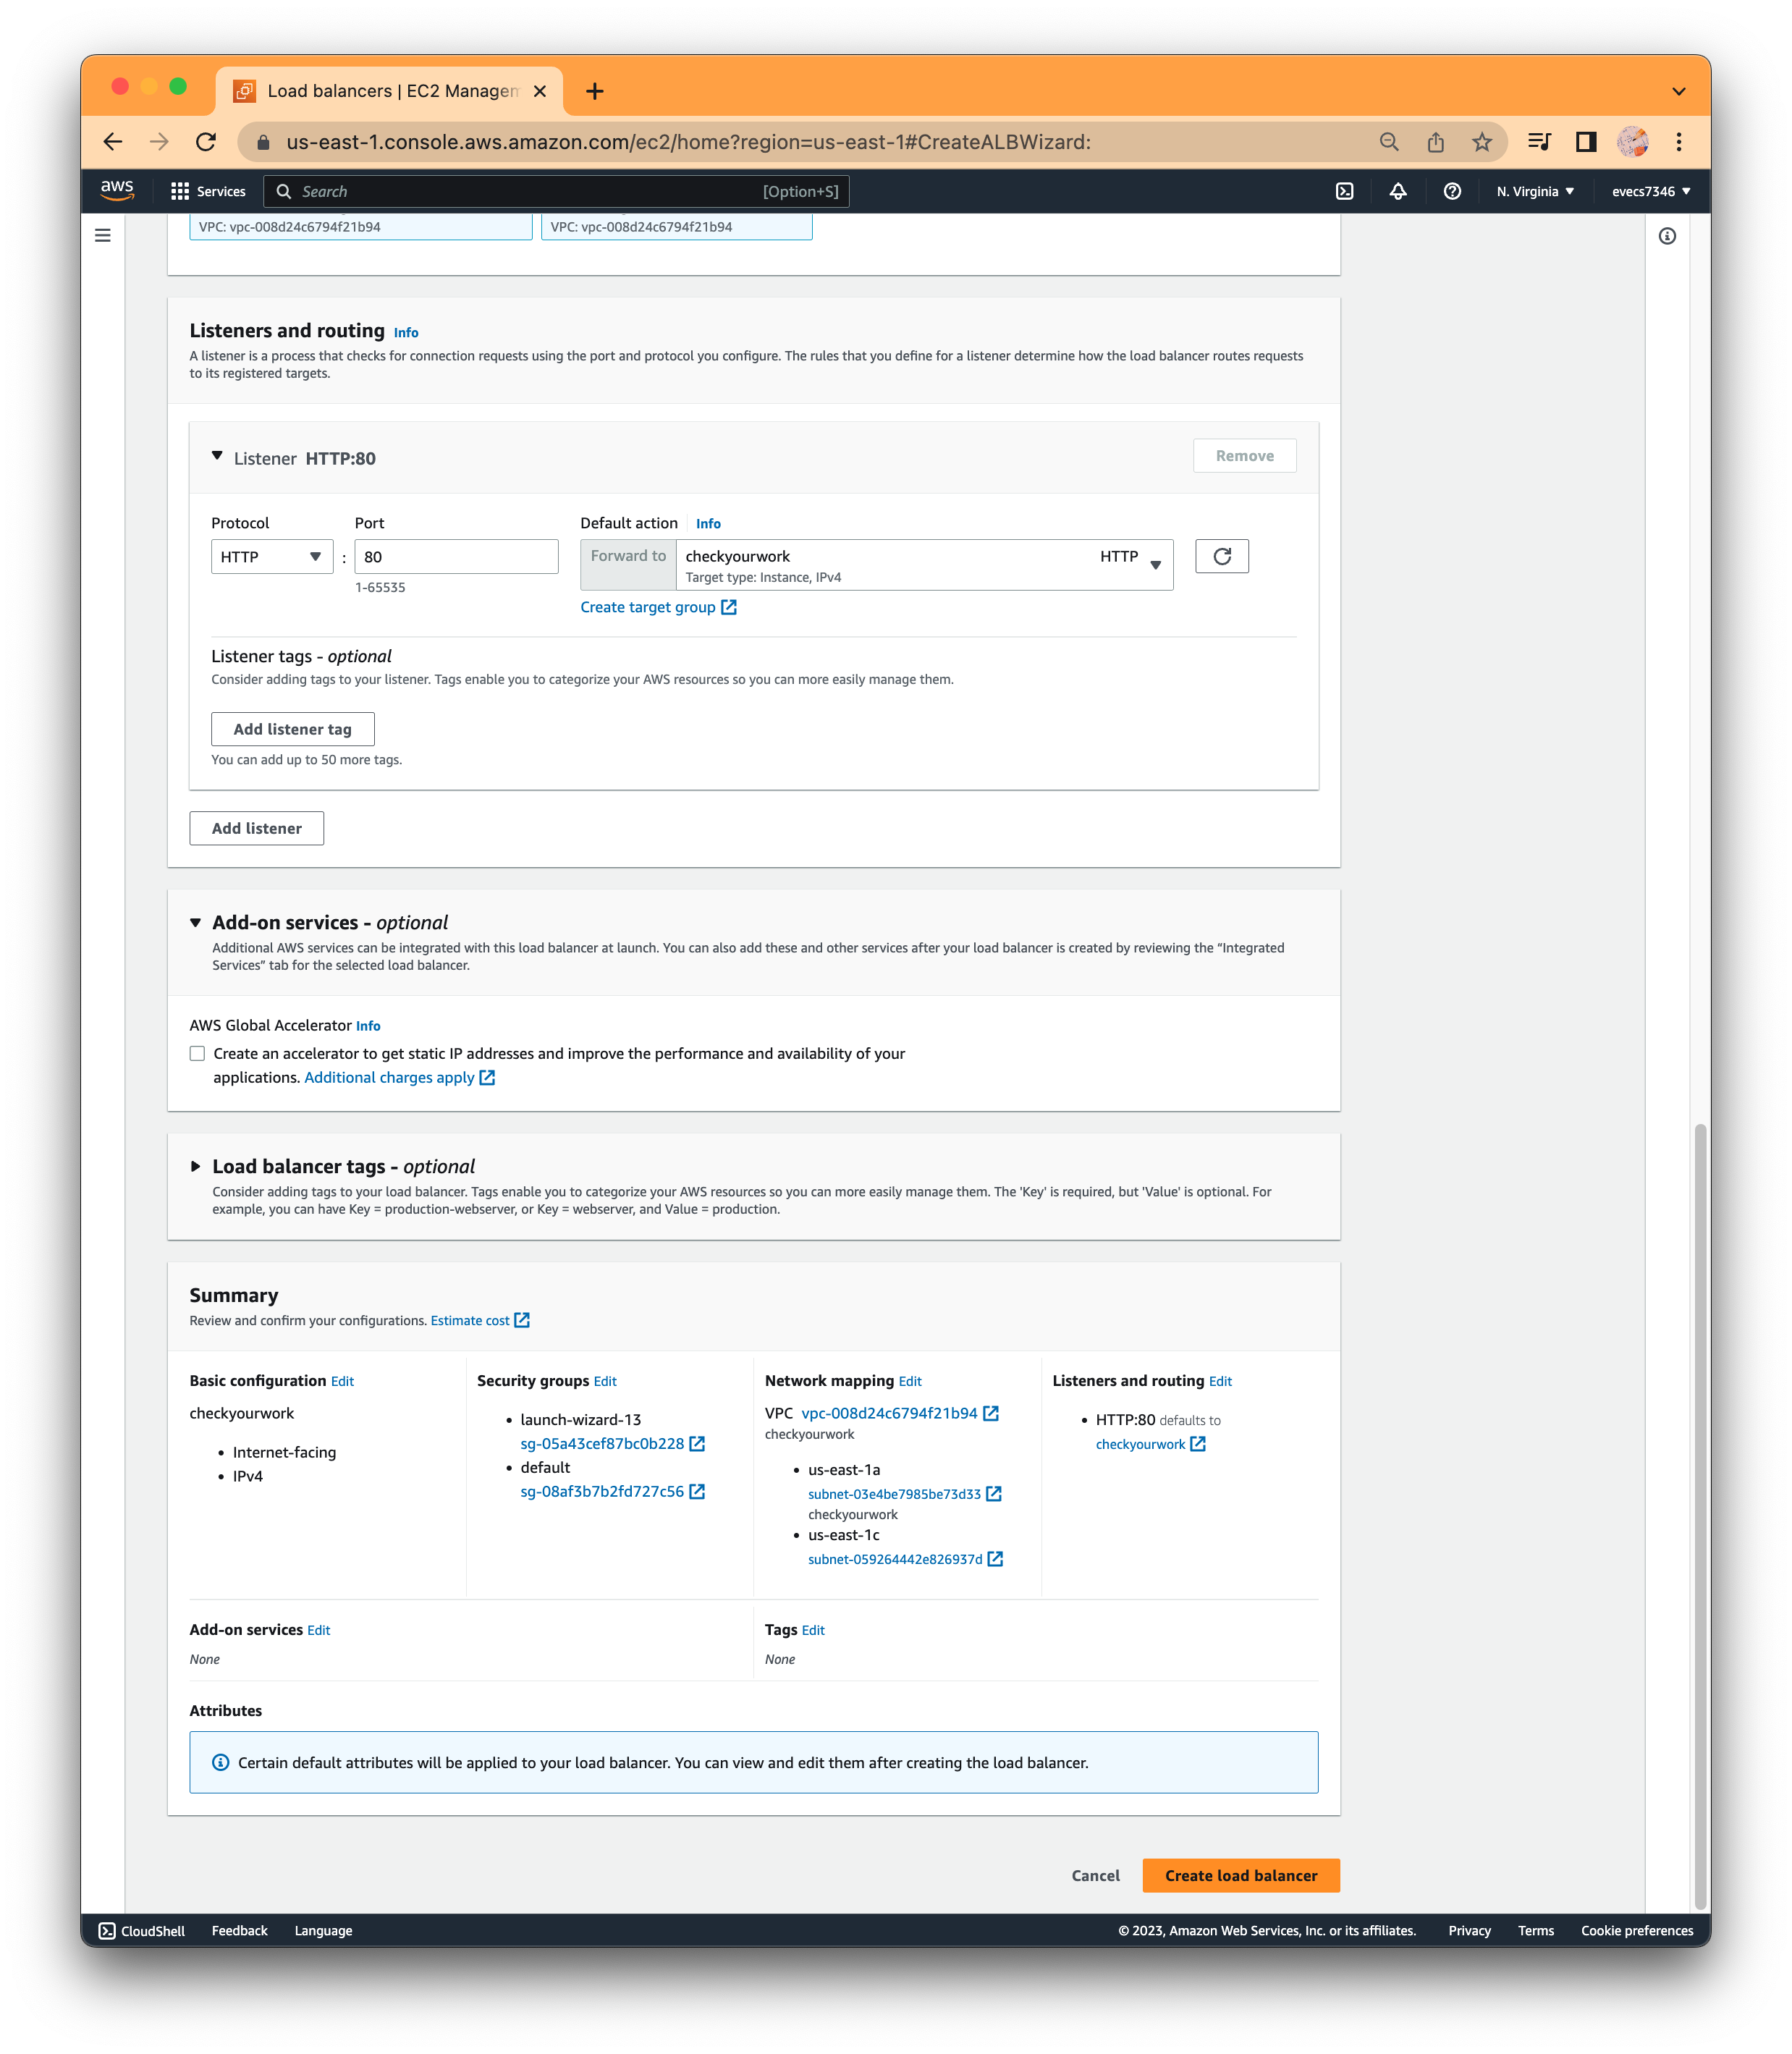 Load balancers | EC2 Managem
us-east-1.console.aws.amazon.com/ec2/home?region=us-east-1#CreateALBWizard:
aws Services Search [Option+S] N. Virginia evecs7346
VPC: vpc-008d24c6794f21b94 VPC: vpc-008d24c6794f21b94
Listeners and routing Info
A listener is a process that checks for connection requests using the port and protocol you configure. The rules that you define for a listener determine how the load balancer routes requests
to its registered targets.
Listener HTTP:80 Remove
Protocol Port Default action Info
HTTP : 80 Forward to checkyourwork HTTP
Target type: Instance, IPv4
1-65535
Create target group
Listener tags - optional
Consider adding tags to your listener. Tags enable you to categorize your AWS resources so you can more easily manage them.
Add listener tag
You can add up to 50 more tags.
Add listener
Add-on services - optional
Additional AWS services can be integrated with this load balancer at launch. You can also add these and other services after your load balancer is created by reviewing the “Integrated
Services” tab for the selected load balancer.
AWS Global Accelerator Info
Create an accelerator to get static IP addresses and improve the performance and availability of your
applications. Additional charges apply
Load balancer tags - optional
Consider adding tags to your load balancer. Tags enable you to categorize your AWS resources so you can more easily manage them. The 'Key' is required, but 'Value' is optional. For
example, you can have Key = production-webserver, or Key = webserver, and Value = production.
Summary
Review and confirm your configurations. Estimate cost
Basic configuration Edit
checkyourwork
• Internet-facing
• IPv4
Security groups Edit
• launch-wizard-13
sg-05a43cef87bc0b228
• default
sg-08af3b7b2fd727c56
Network mapping Edit
VPC vpc-008d24c6794f21b94
checkyourwork
• us-east-1a
subnet-03e4be7985be73d33
checkyourwork
• us-east-1c
subnet-059264442e826937d
Listeners and routing Edit
• HTTP:80 defaults to
checkyourwork
Add-on services Edit
None
Tags Edit
None
Attributes
Certain default attributes will be applied to your load balancer. You can view and edit them after creating the load balancer.
Cancel Create load balancer
CloudShell Feedback Language © 2023, Amazon Web Services, Inc. or its affiliates. Privacy Terms Cookie preferences